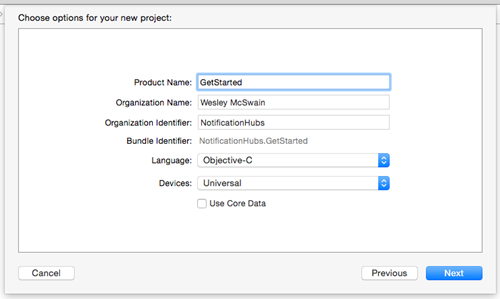 Choose options for your new project:
Product Name: GetStarted
Organization Name: Wesley McSwain
Organization Identifier: NotificationHubs
Bundle Identifier: NotificationHubs.GetStarted
Language: Objective-C
Devices: Universal
Use Core Data
Cancel Previous Next